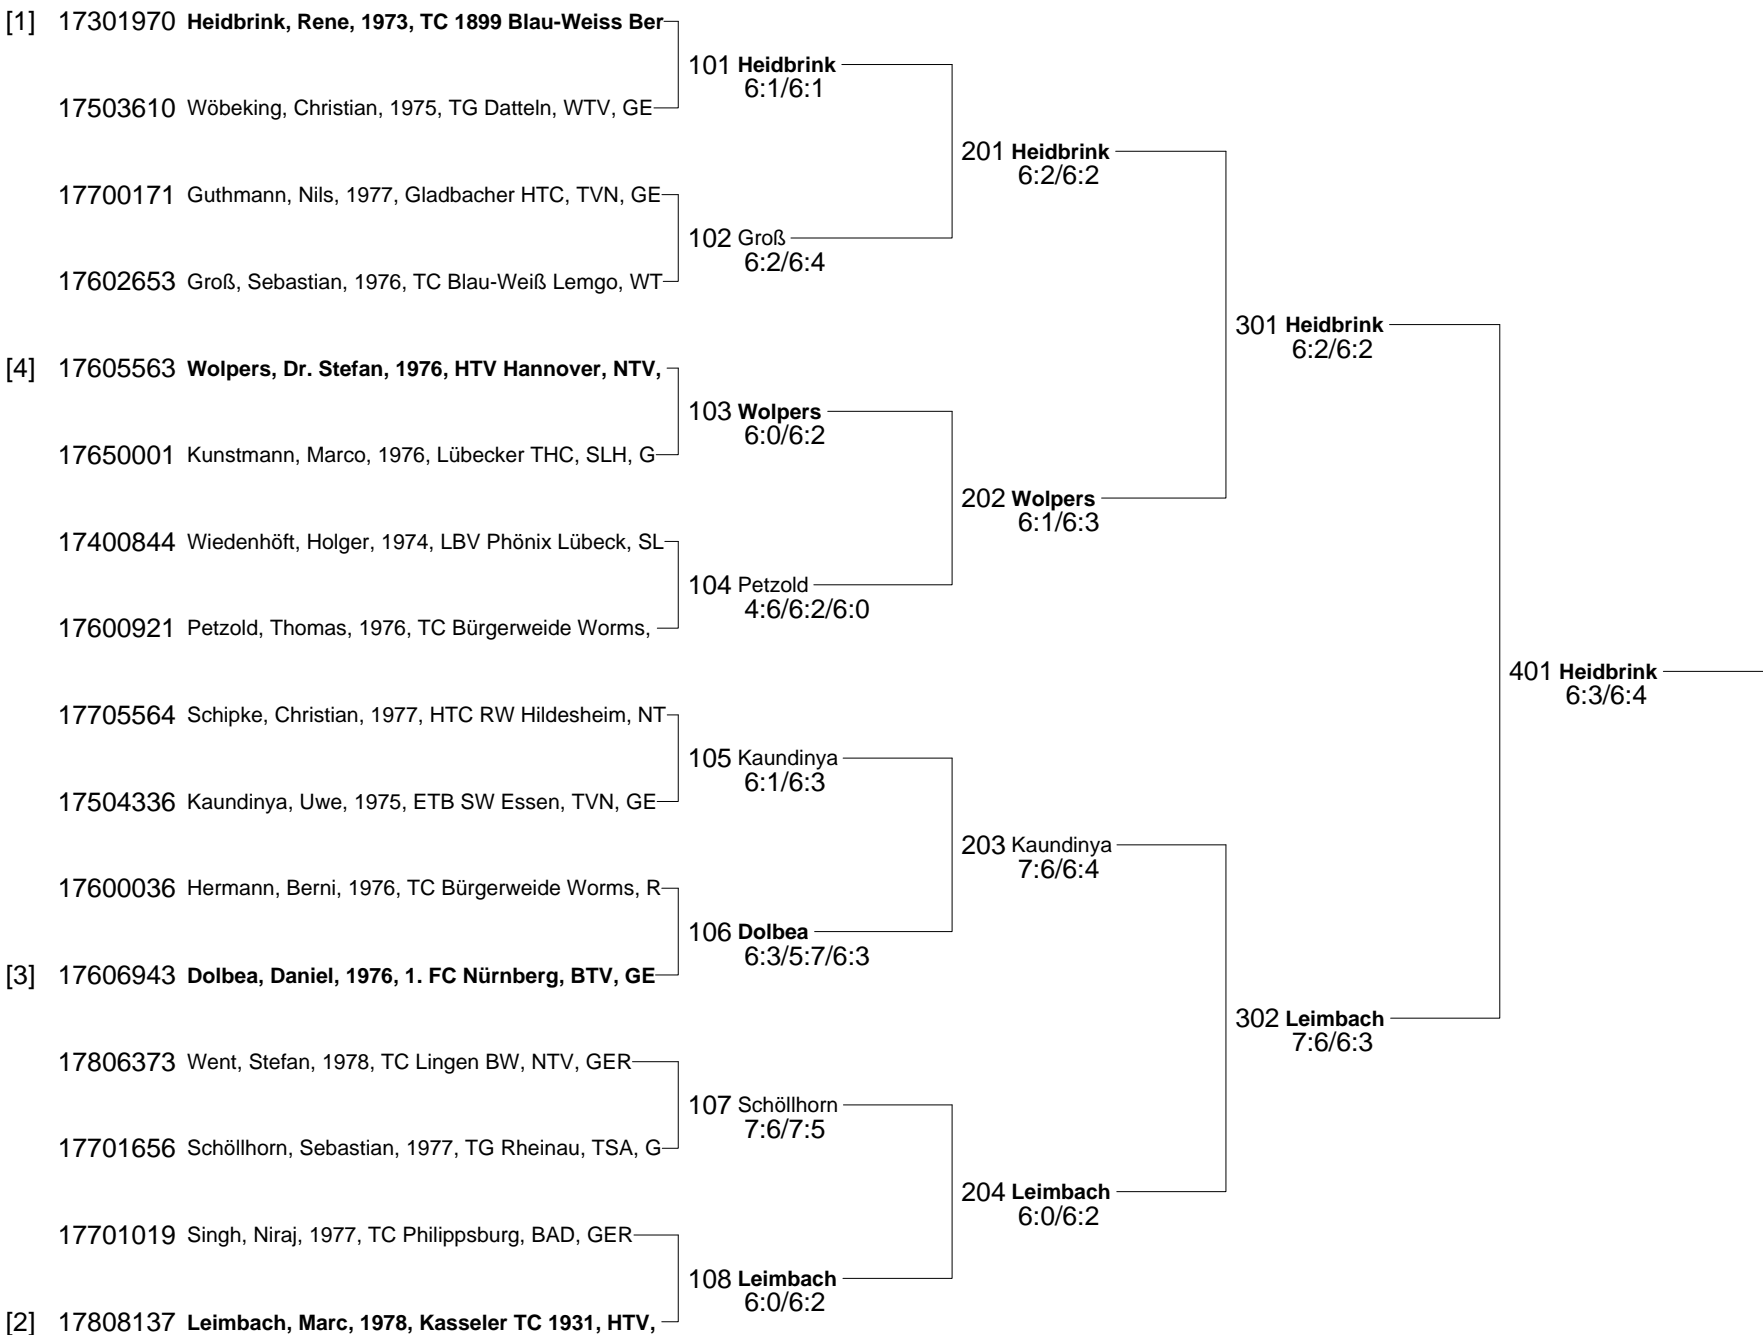 [1] 17301970 Heidbrink, Rene, 1973, TC 1899 Blau-Weiss Ber
101 Heidbrink
6:1/6:1
17503610 Wöbeking, Christian, 1975, TG Datteln, WTV, GE
201 Heidbrink
6:2/6:2
17700171 Guthmann, Nils, 1977, Gladbacher HTC, TVN, GE
102 Groß
6:2/6:4
17602653 Groß, Sebastian, 1976, TC Blau-Weiß Lemgo, WT
301 Heidbrink
6:2/6:2
[4] 17605563 Wolpers, Dr. Stefan, 1976, HTV Hannover, NTV,
103 Wolpers
6:0/6:2
17650001 Kunstmann, Marco, 1976, Lübecker THC, SLH, G
202 Wolpers
6:1/6:3
17400844 Wiedenhöft, Holger, 1974, LBV Phönix Lübeck, SL
104 Petzold
4:6/6:2/6:0
17600921 Petzold, Thomas, 1976, TC Bürgerweide Worms,
401 Heidbrink
6:3/6:4
17705564 Schipke, Christian, 1977, HTC RW Hildesheim, NT
105 Kaundinya
6:1/6:3
17504336 Kaundinya, Uwe, 1975, ETB SW Essen, TVN, GE
203 Kaundinya
7:6/6:4
17600036 Hermann, Berni, 1976, TC Bürgerweide Worms, R
106 Dolbea
6:3/5:7/6:3
[3] 17606943 Dolbea, Daniel, 1976, 1. FC Nürnberg, BTV, GE
302 Leimbach
7:6/6:3
17806373 Went, Stefan, 1978, TC Lingen BW, NTV, GER
107 Schöllhorn
7:6/7:5
17701656 Schöllhorn, Sebastian, 1977, TG Rheinau, TSA, G
204 Leimbach
6:0/6:2
17701019 Singh, Niraj, 1977, TC Philippsburg, BAD, GER
108 Leimbach
6:0/6:2
[2] 17808137 Leimbach, Marc, 1978, Kasseler TC 1931, HTV,